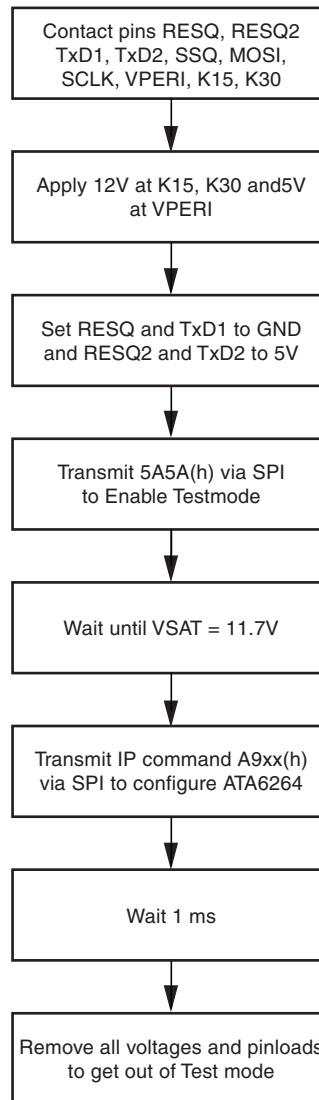 Contact pins RESQ, RESQ2
TxD1, TxD2, SSQ, MOSI,
SCLK, VPERI, K15, K30
Apply 12V at K15, K30 and5V
at VPERI
Set RESQ and TxD1 to GND
and RESQ2 and TxD2 to 5V
Transmit 5A5A(h) via SPI
to Enable Testmode
Wait until VSAT = 11.7V
Transmit IP command A9xx(h)
via SPI to configure ATA6264
Wait 1 ms
Remove all voltages and pinloads
to get out of Test mode